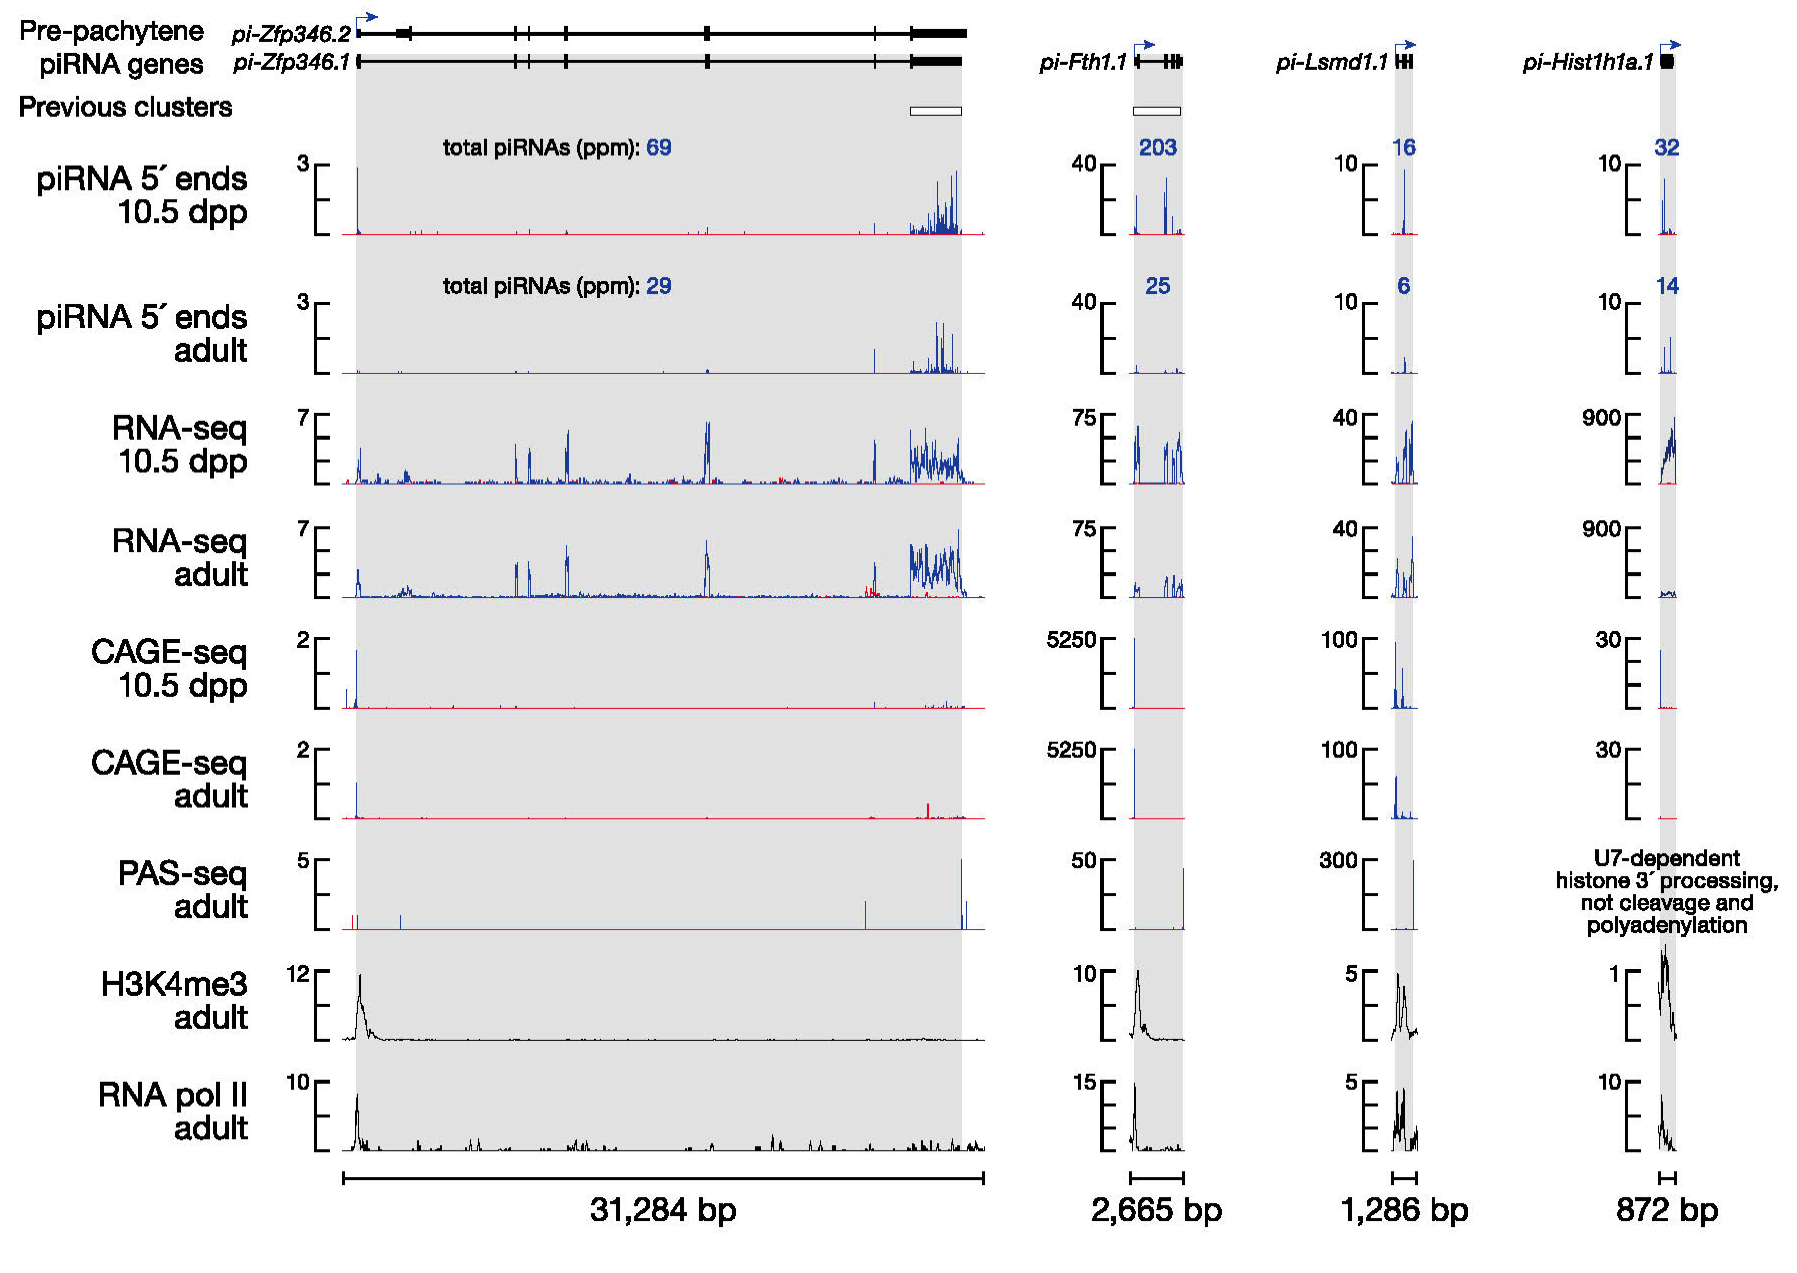 Pre-pachytene
piRNA genes
pi-Zfp346.2
pi-Zfp346.1
pi-Fth1.1
pi-Lsmd1.1
pi-Hist1h1a.1
Previous clusters
piRNA 5´ ends
10.5 dpp
3
total piRNAs (ppm): 69
40
203
10
16
10
32
piRNA 5´ ends
adult
3
total piRNAs (ppm): 29
40
25
10
6
10
14
RNA-seq
10.5 dpp
7
75
40
900
RNA-seq
adult
7
75
40
900
CAGE-seq
10.5 dpp
2
5250
100
30
CAGE-seq
adult
2
5250
100
30
PAS-seq
adult
5
50
300
U7-dependent
histone 3´ processing,
not cleavage and
polyadenylation
H3K4me3
adult
12
10
5
1
RNA pol II
adult
10
15
5
10
31,284 bp
2,665 bp
1,286 bp
872 bp